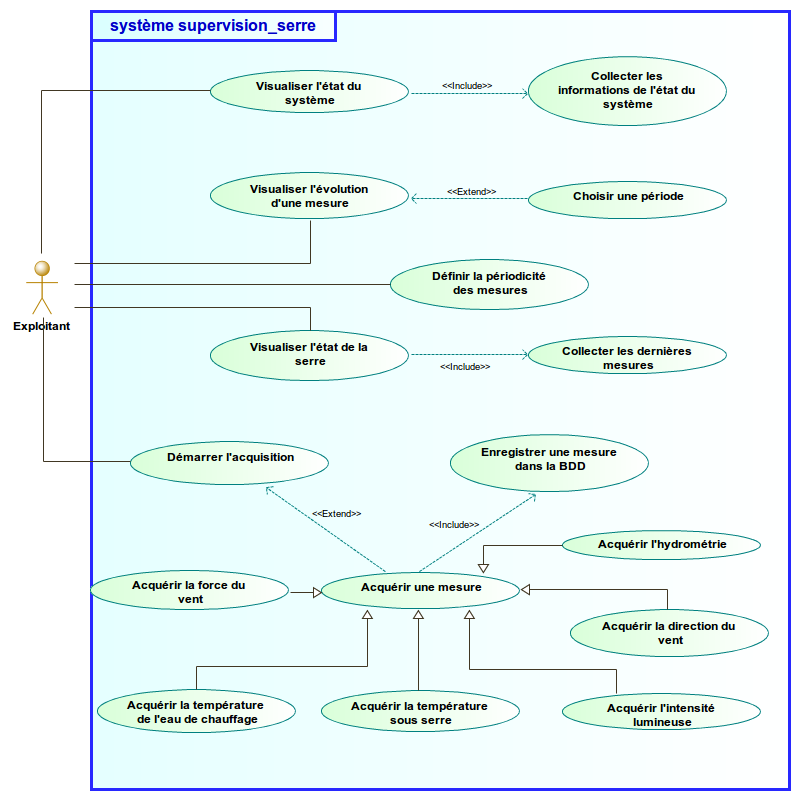 système supervision_serre
Visualiser l'état du
système
<<Include>>
Collecter les
informations de l'état du
système
Visualiser l'évolution
d'une mesure
<<Extend>>
Choisir une période
Définir la périodicité
des mesures
Exploitant
Visualiser l'état de la
serre
<<Include>>
Collecter les dernières
mesures
Démarrer l'acquisition
Enregistrer une mesure
dans la BDD
<<Extend>>
<<Include>>
Acquérir l'hydrométrie
Acquérir la force du
vent
Acquérir une mesure
Acquérir la direction du
vent
Acquérir la température
de l'eau de chauffage
Acquérir la température
sous serre
Acquérir l'intensité
lumineuse